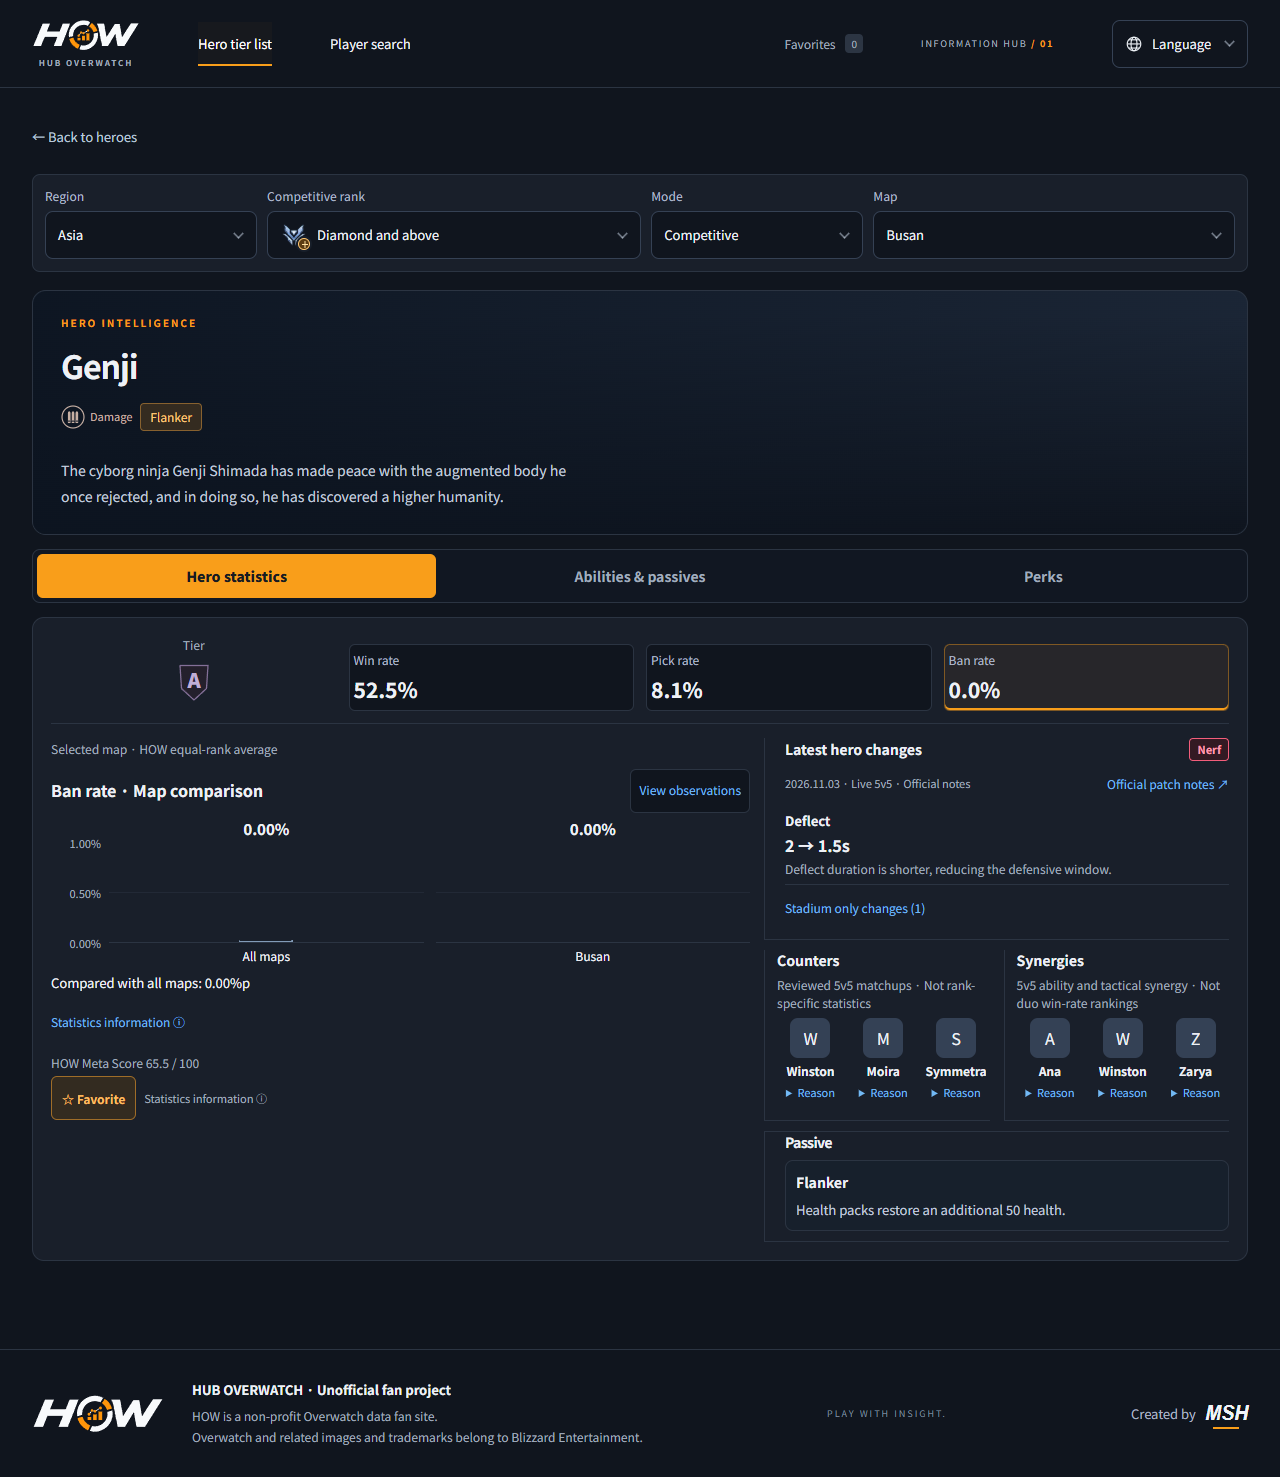 HOW
HUB OVERWATCH
Hero tier list
Player search
Favorites 0
INFORMATION HUB / 01
Language
← Back to heroes
Region
Competitive rank
Mode
Map
Asia
Diamond and above
Competitive
Busan
HERO INTELLIGENCE
Genji
Damage
Flanker
The cyborg ninja Genji Shimada has made peace with the augmented body he
once rejected, and in doing so, he has discovered a higher humanity.
Hero statistics
Abilities & passives
Perks
Tier
A
Win rate
52.5%
Pick rate
8.1%
Ban rate
0.0%
Selected map · HOW equal-rank average
Ban rate · Map comparison
View observations
0.00%
0.00%
1.00%
0.50%
0.00%
All maps
Busan
Compared with all maps: 0.00%p
Statistics information ⓘ
HOW Meta Score 65.5 / 100
☆ Favorite
Statistics information ⓘ
Latest hero changes
Nerf
2026.11.03 · Live 5v5 · Official notes
Official patch notes ↗
Deflect
2 → 1.5s
Deflect duration is shorter, reducing the defensive window.
Stadium only changes (1)
Counters
Reviewed 5v5 matchups · Not rank-
specific statistics
W
M
S
Winston
Moira
Symmetra
▶ Reason
▶ Reason
▶ Reason
Synergies
5v5 ability and tactical synergy · Not
duo win-rate rankings
A
W
Z
Ana
Winston
Zarya
▶ Reason
▶ Reason
▶ Reason
Passive
Flanker
Health packs restore an additional 50 health.
HOW
HUB OVERWATCH · Unofficial fan project
HOW is a non-profit Overwatch data fan site.
Overwatch and related images and trademarks belong to Blizzard Entertainment.
PLAY WITH INSIGHT.
Created by MSH